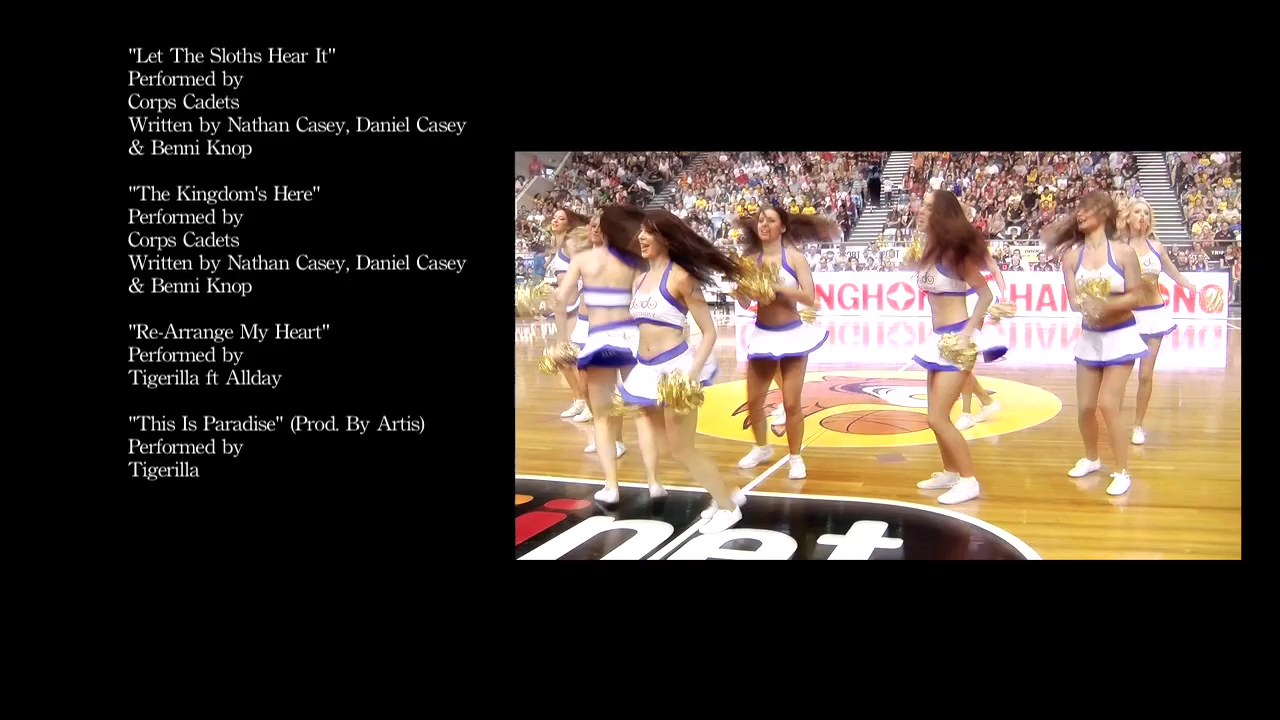 "Let The Sloths Hear It"
Performed by
Corps Cadets
Written by Nathan Casey, Daniel Casey
& Benni Knop
"The Kingdom's Here"
Performed by
Corps Cadets
Written by Nathan Casey, Daniel Casey
& Benni Knop
"Re-Arrange My Heart"
Performed by
Tigerilla ft Allday
"This Is Paradise" (Prod. By Artis)
Performed by
Tigerilla
dodo
iinet